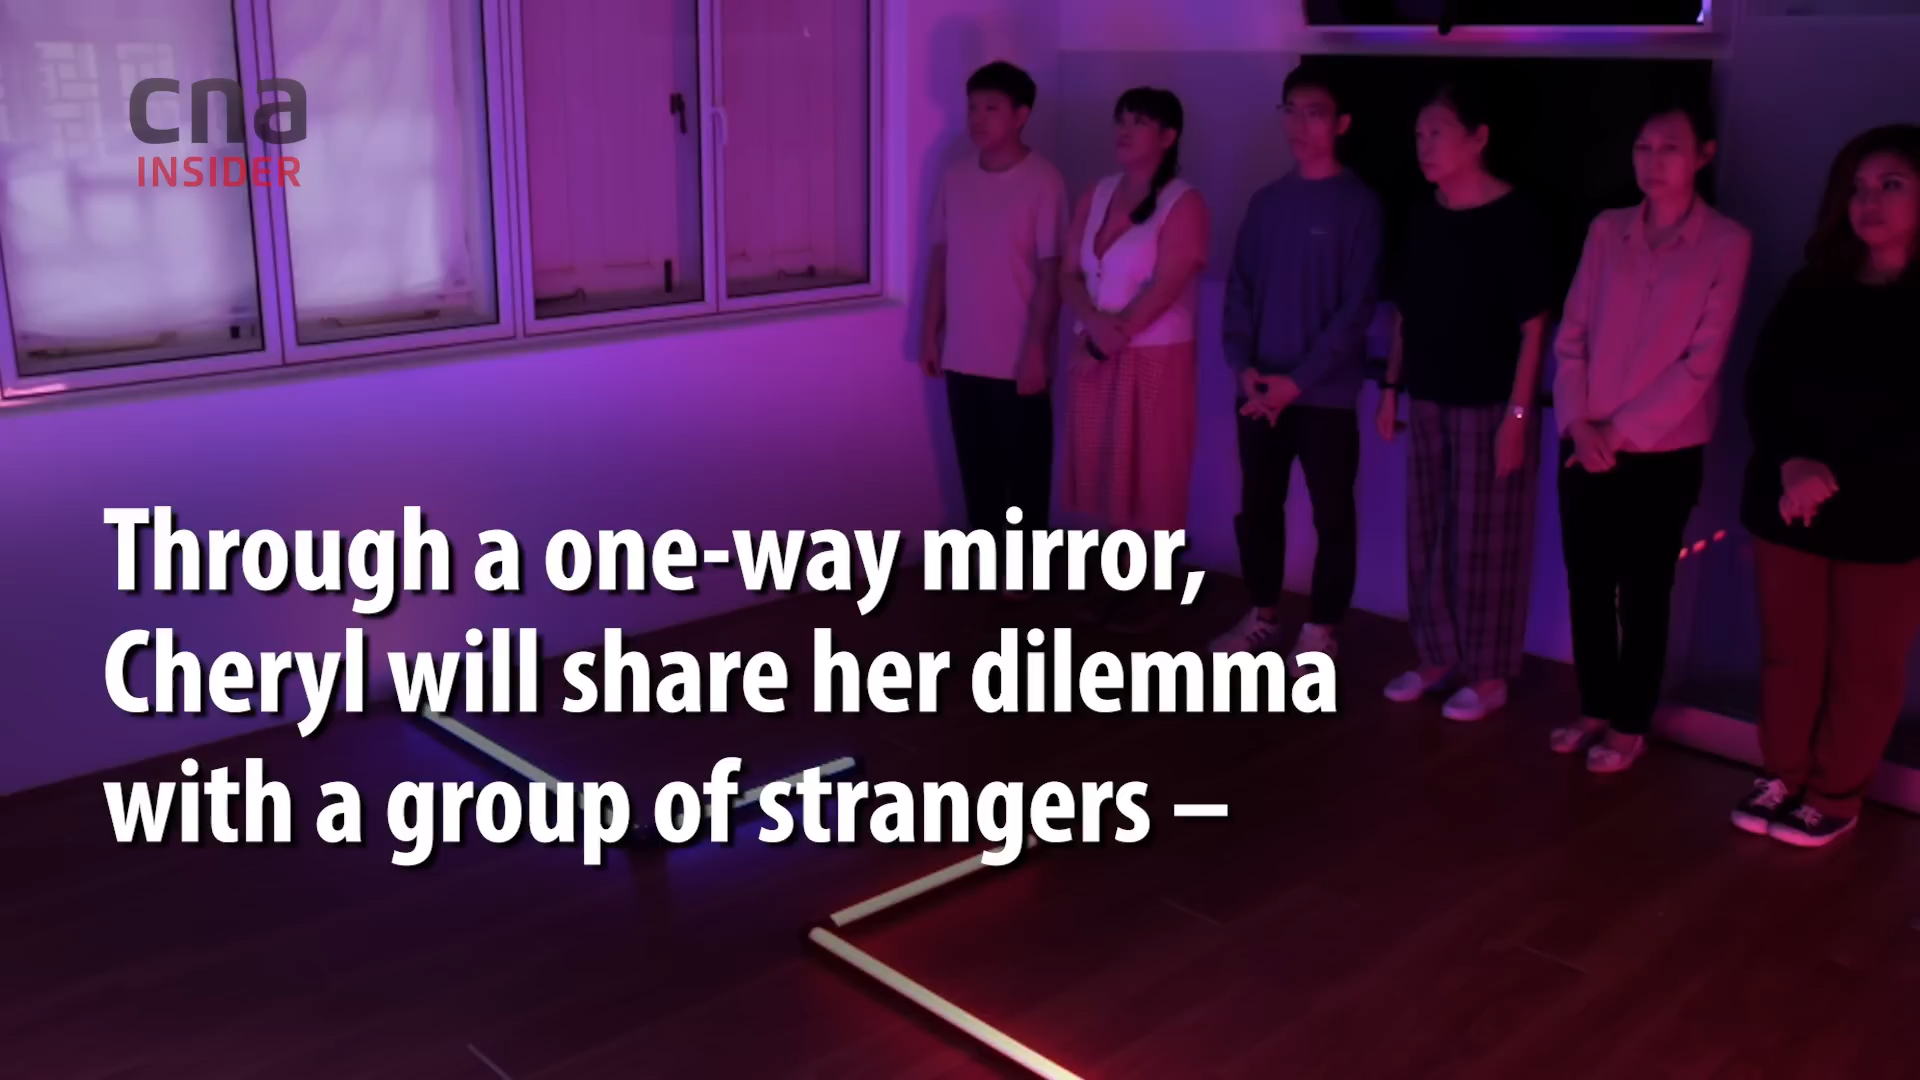 cna
INSIDER
Through a one-way mirror,
Cheryl will share her dilemma
with a group of strangers –